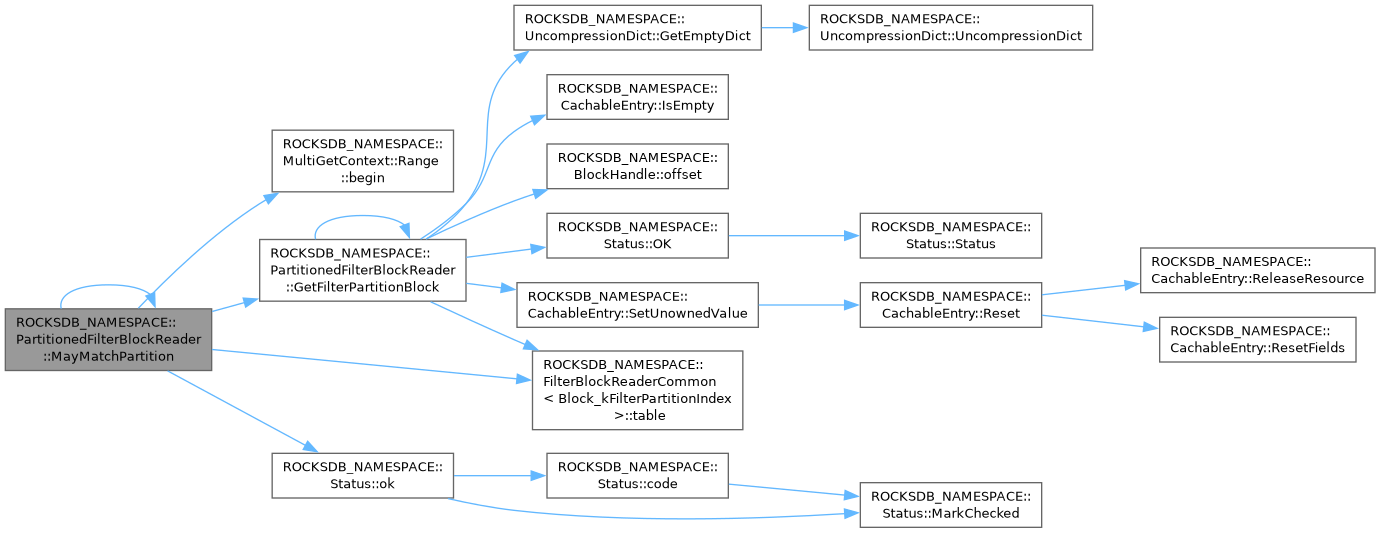 ROCKSDB_NAMESPACE::
UncompressionDict::GetEmptyDict
ROCKSDB_NAMESPACE::
UncompressionDict::UncompressionDict
ROCKSDB_NAMESPACE::
CachableEntry::IsEmpty
ROCKSDB_NAMESPACE::
MultiGetContext::Range
::begin
ROCKSDB_NAMESPACE::
BlockHandle::offset
ROCKSDB_NAMESPACE::
PartitionedFilterBlockReader
::GetFilterPartitionBlock
ROCKSDB_NAMESPACE::
Status::OK
ROCKSDB_NAMESPACE::
Status::Status
ROCKSDB_NAMESPACE::
CachableEntry::ReleaseResource
ROCKSDB_NAMESPACE::
CachableEntry::SetUnownedValue
ROCKSDB_NAMESPACE::
CachableEntry::Reset
ROCKSDB_NAMESPACE::
PartitionedFilterBlockReader
::MayMatchPartition
ROCKSDB_NAMESPACE::
CachableEntry::ResetFields
ROCKSDB_NAMESPACE::
FilterBlockReaderCommon
< Block_kFilterPartitionIndex
>::table
ROCKSDB_NAMESPACE::
Status::ok
ROCKSDB_NAMESPACE::
Status::code
ROCKSDB_NAMESPACE::
Status::MarkChecked